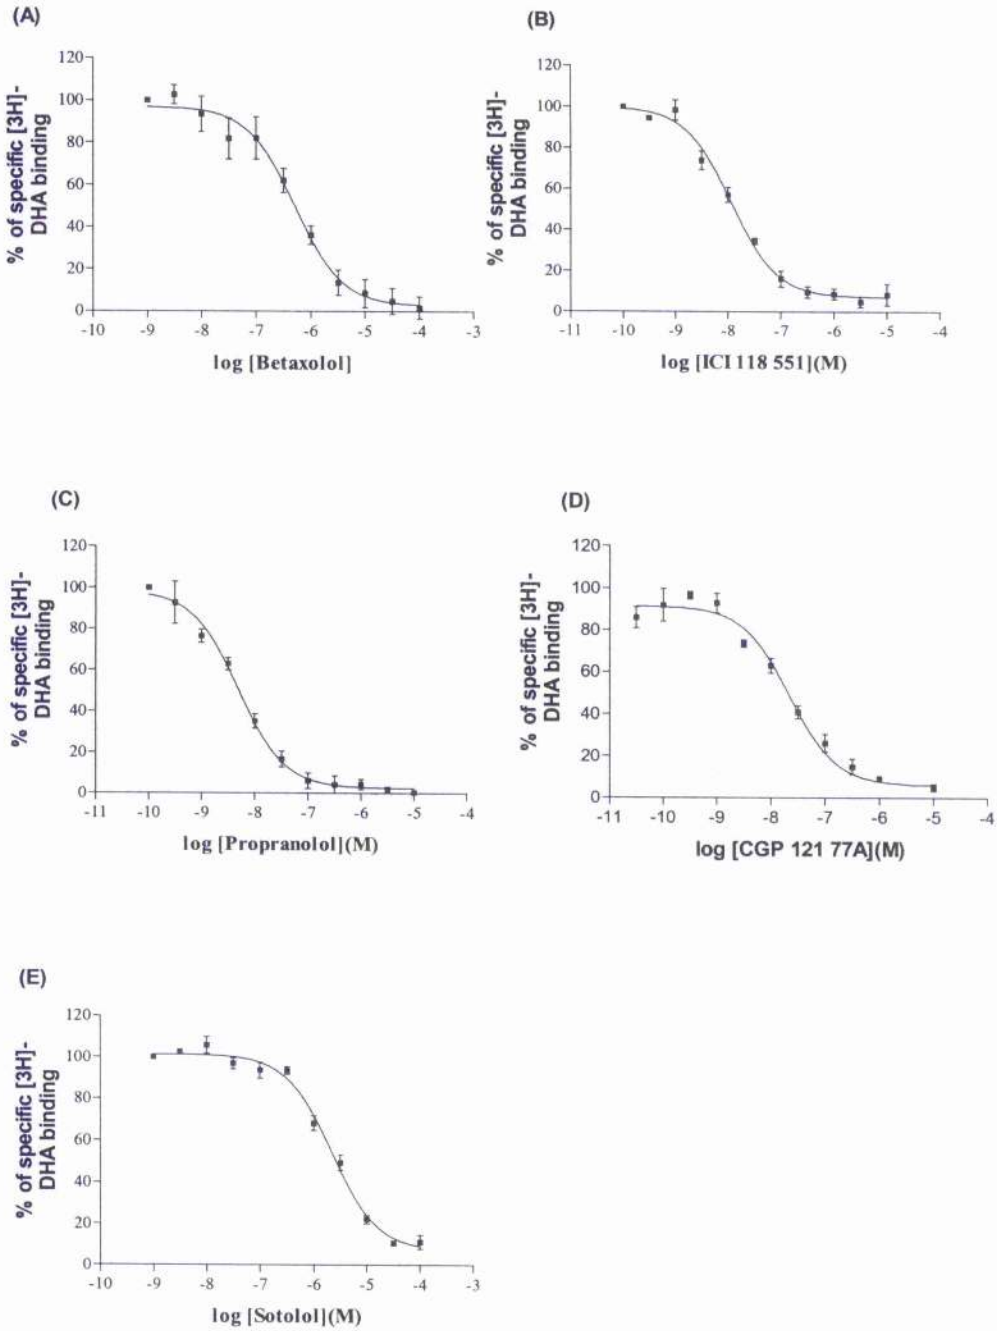 (A)
% of specific [3H]-
DHA binding
120
100
80
60
40
20
0
-10 -9 -8 -7 -6 -5 -4 -3
log [Betaxolol]
(B)
% of specific [3H]-
DHA binding
120
100
80
60
40
20
0
-11 -10 -9 -8 -7 -6 -5 -4
log [ICI 118 551](M)
(C)
% of specific [3H]-
DHA binding
120
100
80
60
40
20
0
-11 -10 -9 -8 -7 -6 -5 -4
log [Propranolol](M)
(D)
% of specific [3H]-
DHA binding
120
100
80
60
40
20
0
-11 -10 -9 -8 -7 -6 -5 -4
log [CGP 121 77A](M)
(E)
% of specific [3H]-
DHA binding
120
100
80
60
40
20
0
-10 -9 -8 -7 -6 -5 -4 -3
log [Sotolol](M)